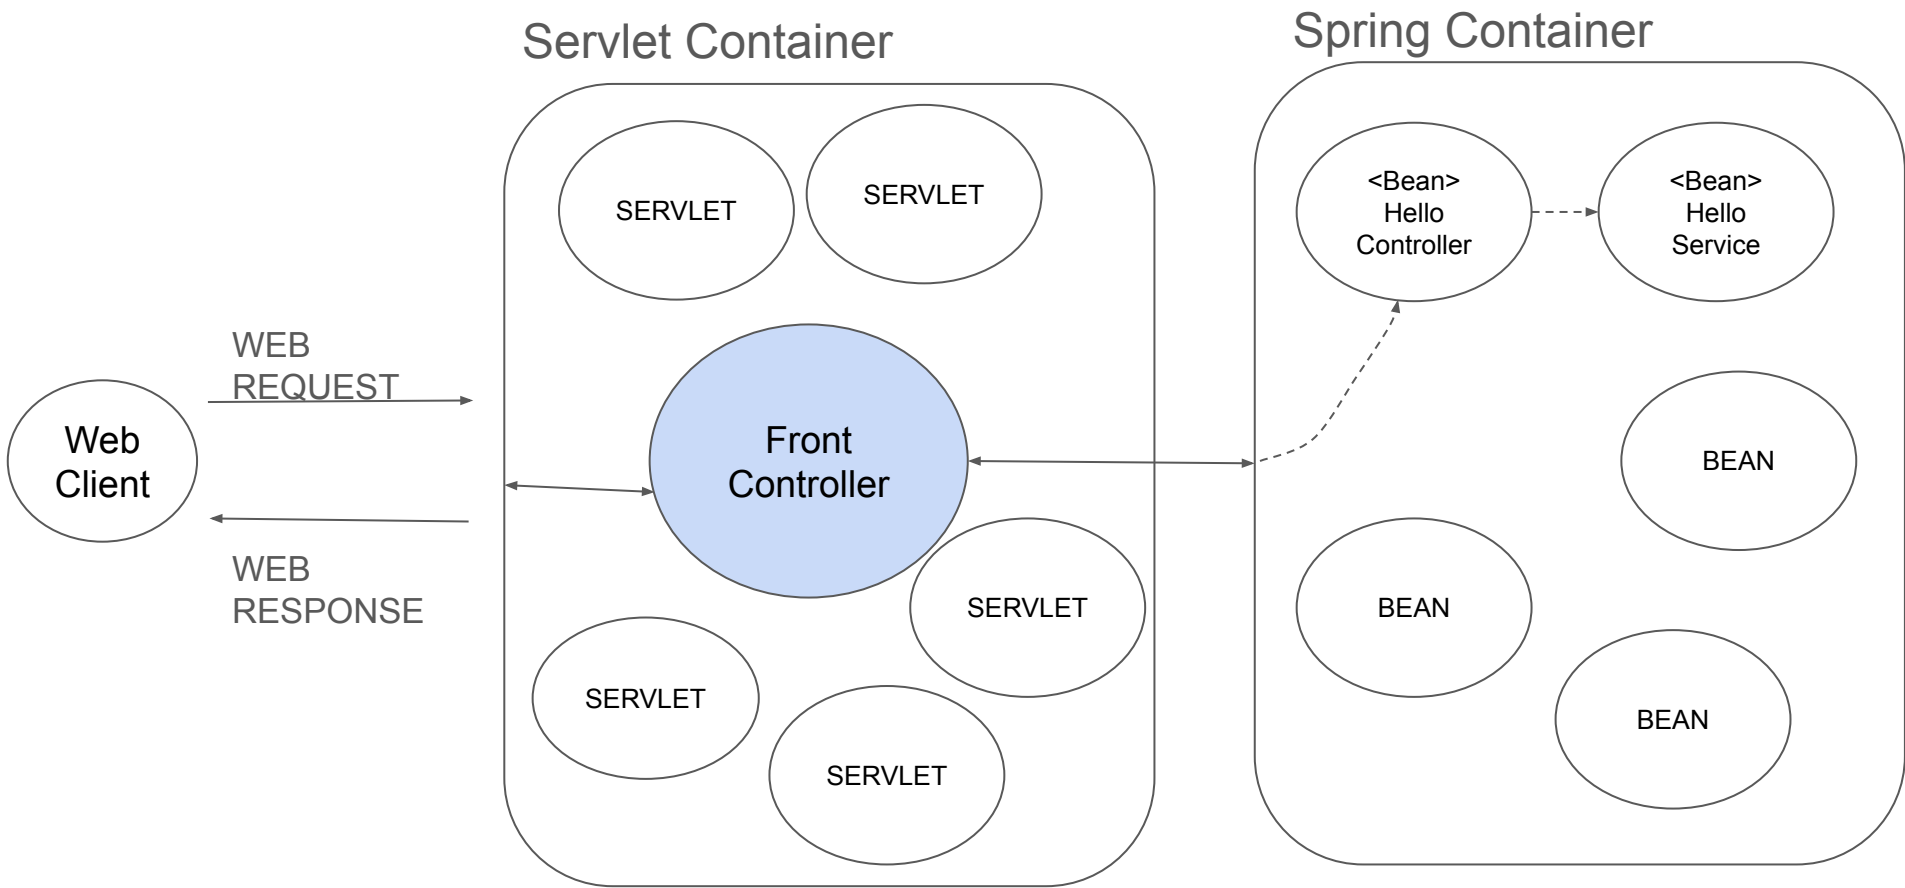 Servlet Container
Spring Container
SERVLET
SERVLET
<Bean>
Hello
Controller
<Bean>
Hello
Service
WEB
REQUEST
Web
Client
Front
Controller
BEAN
WEB
RESPONSE
SERVLET
BEAN
SERVLET
SERVLET
BEAN